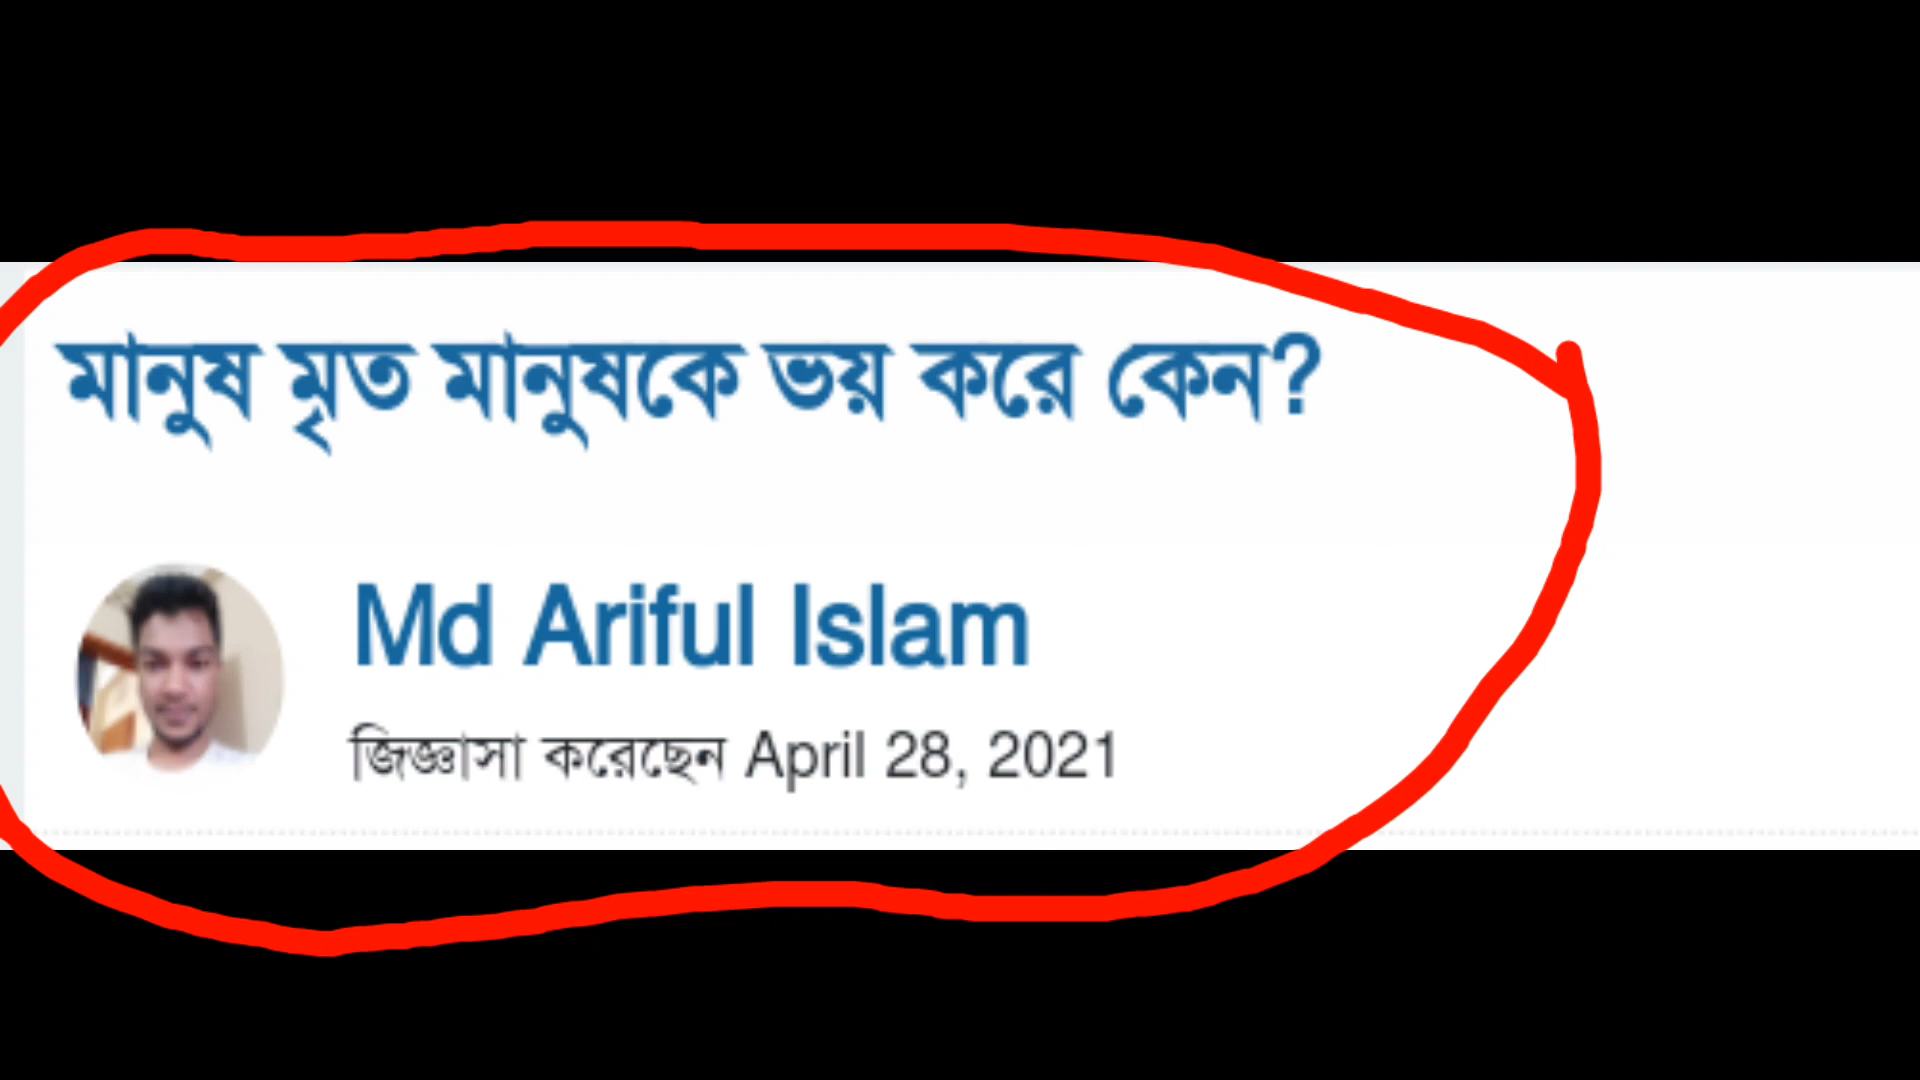 মানুষ মৃত মানুষকে ভয় করে কেন?
Md Ariful Islam
জিজ্ঞাসা করেছেন April 28, 2021